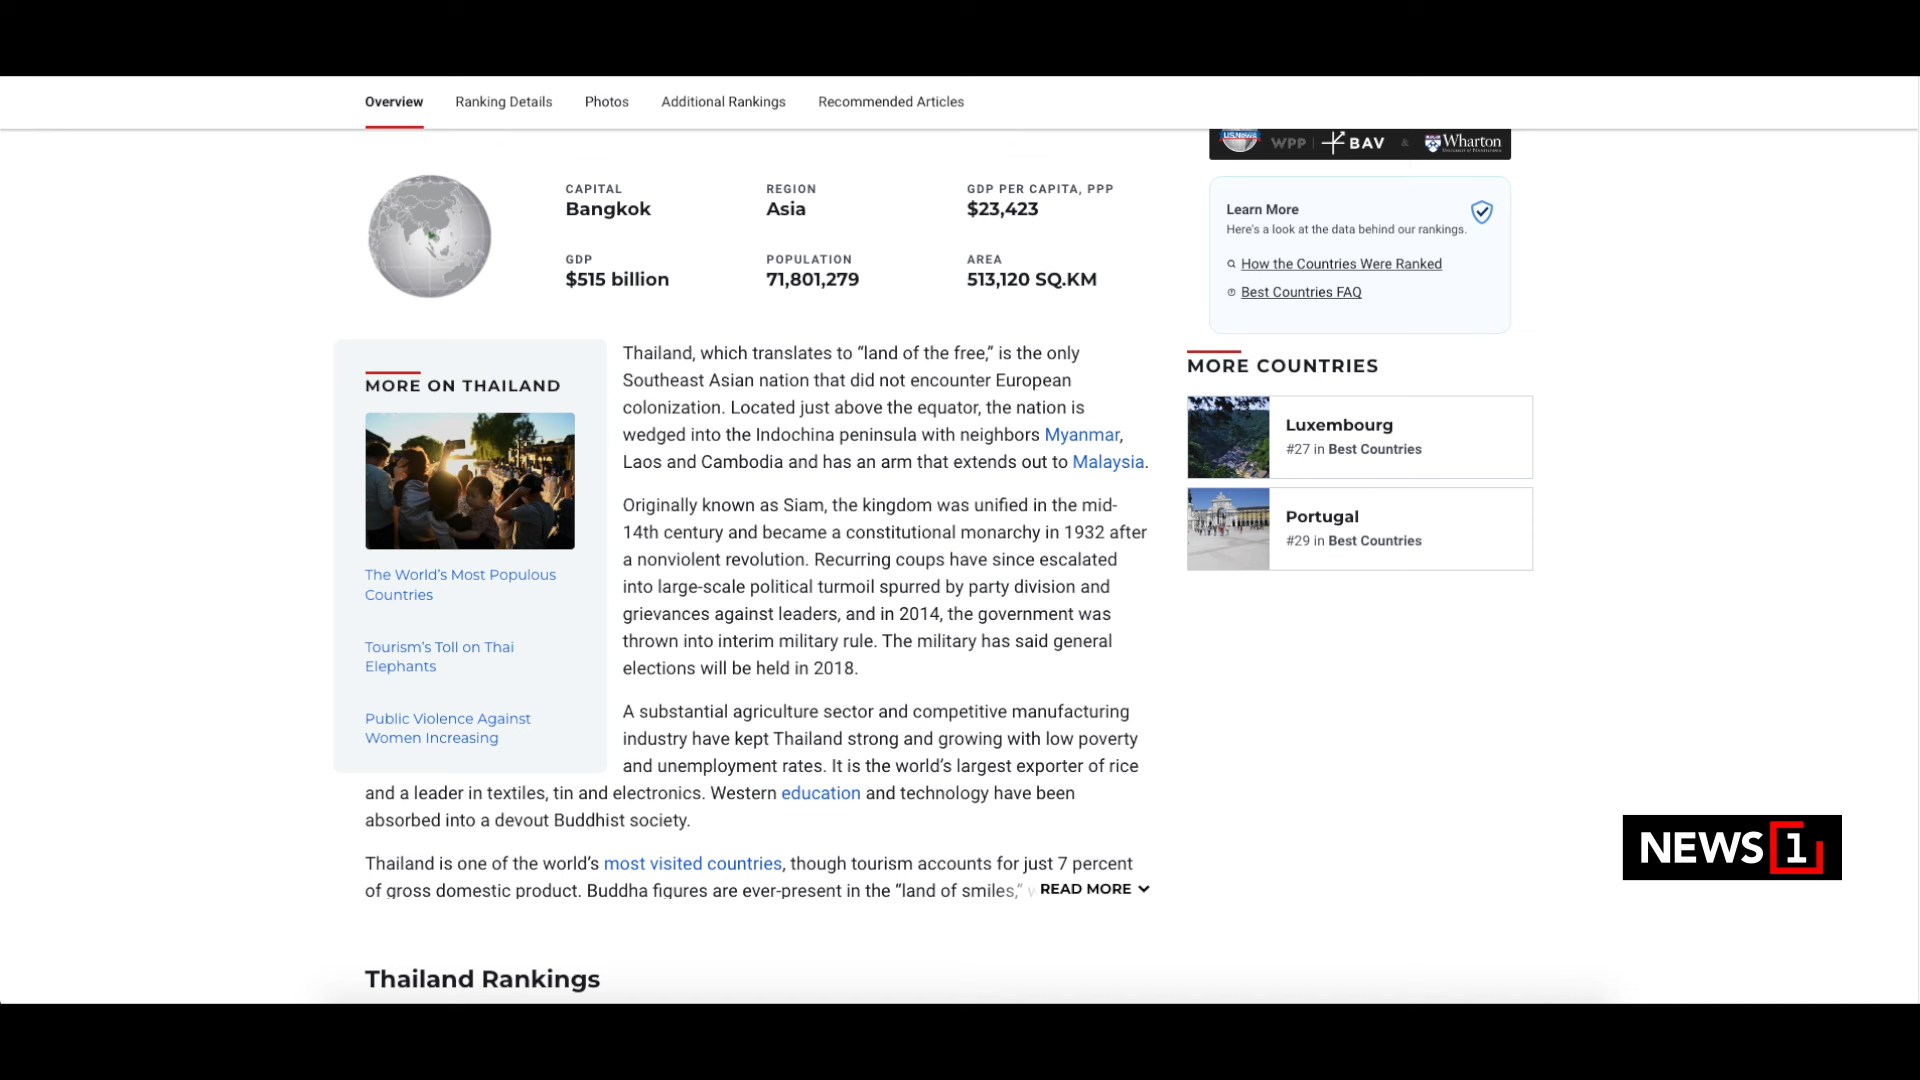 Overview Ranking Details Photos Additional Rankings Recommended Articles
U.S.News WPP BAV & Wharton
CAPITAL
Bangkok
REGION
Asia
GDP PER CAPITA, PPP
$23,423
GDP
$515 billion
POPULATION
71,801,279
AREA
513,120 SQ.KM
Learn More
Here's a look at the data behind our rankings.
How the Countries Were Ranked
Best Countries FAQ
MORE ON THAILAND
The World's Most Populous
Countries
Tourism's Toll on Thai
Elephants
Public Violence Against
Women Increasing
Thailand, which translates to “land of the free,” is the only
Southeast Asian nation that did not encounter European
colonization. Located just above the equator, the nation is
wedged into the Indochina peninsula with neighbors Myanmar,
Laos and Cambodia and has an arm that extends out to Malaysia.
Originally known as Siam, the kingdom was unified in the mid-
14th century and became a constitutional monarchy in 1932 after
a nonviolent revolution. Recurring coups have since escalated
into large-scale political turmoil spurred by party division and
grievances against leaders, and in 2014, the government was
thrown into interim military rule. The military has said general
elections will be held in 2018.
A substantial agriculture sector and competitive manufacturing
industry have kept Thailand strong and growing with low poverty
and unemployment rates. It is the world's largest exporter of rice
and a leader in textiles, tin and electronics. Western education and technology have been
absorbed into a devout Buddhist society.
Thailand is one of the world's most visited countries, though tourism accounts for just 7 percent
of gross domestic product. Buddha figures are ever-present in the “land of smiles,”
READ MORE
MORE COUNTRIES
Luxembourg
#27 in Best Countries
Portugal
#29 in Best Countries
NEWS 1
Thailand Rankings